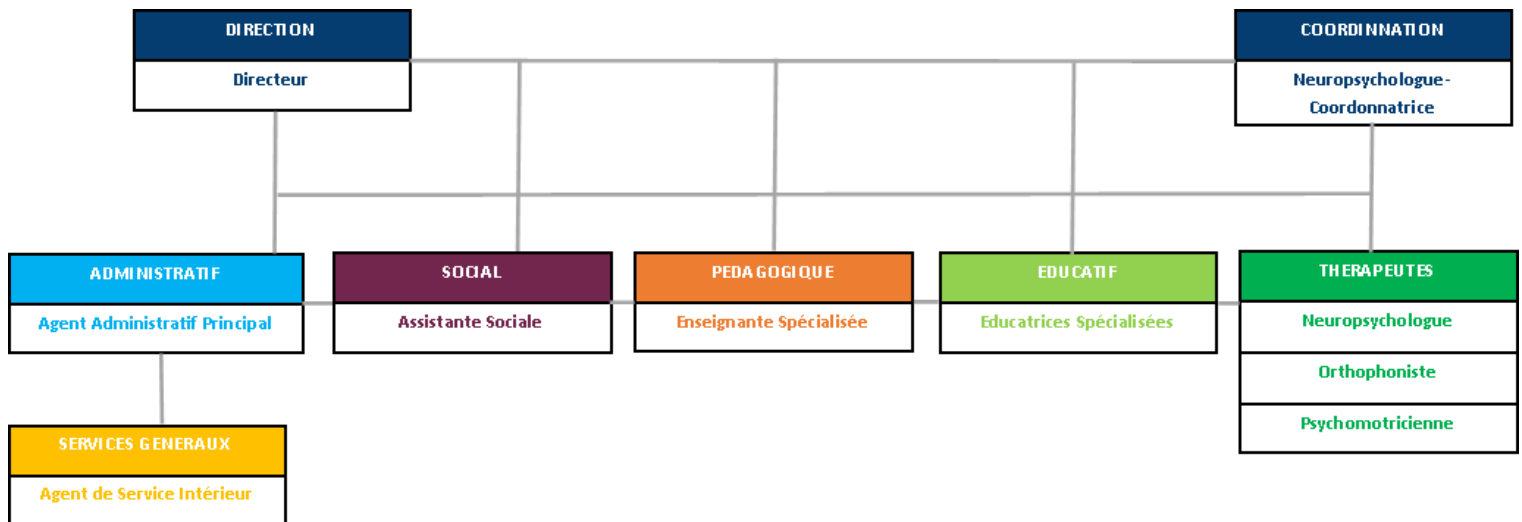 DIRECTION
Directeur
COORDINNATION
Neuropsychologue-
Coordonnatrice
ADMINISTRATIF
Agent Administratif Principal
SOCIAL
Assistante Sociale
PEDAGOGIQUE
Enseignante Spécialisée
EDUCATIF
Educatrices Spécialisées
THERAPEUTES
Neuropsychologue
Orthophoniste
Psychomotricienne
SERVICES GENERAUX
Agent de Service Intérieur